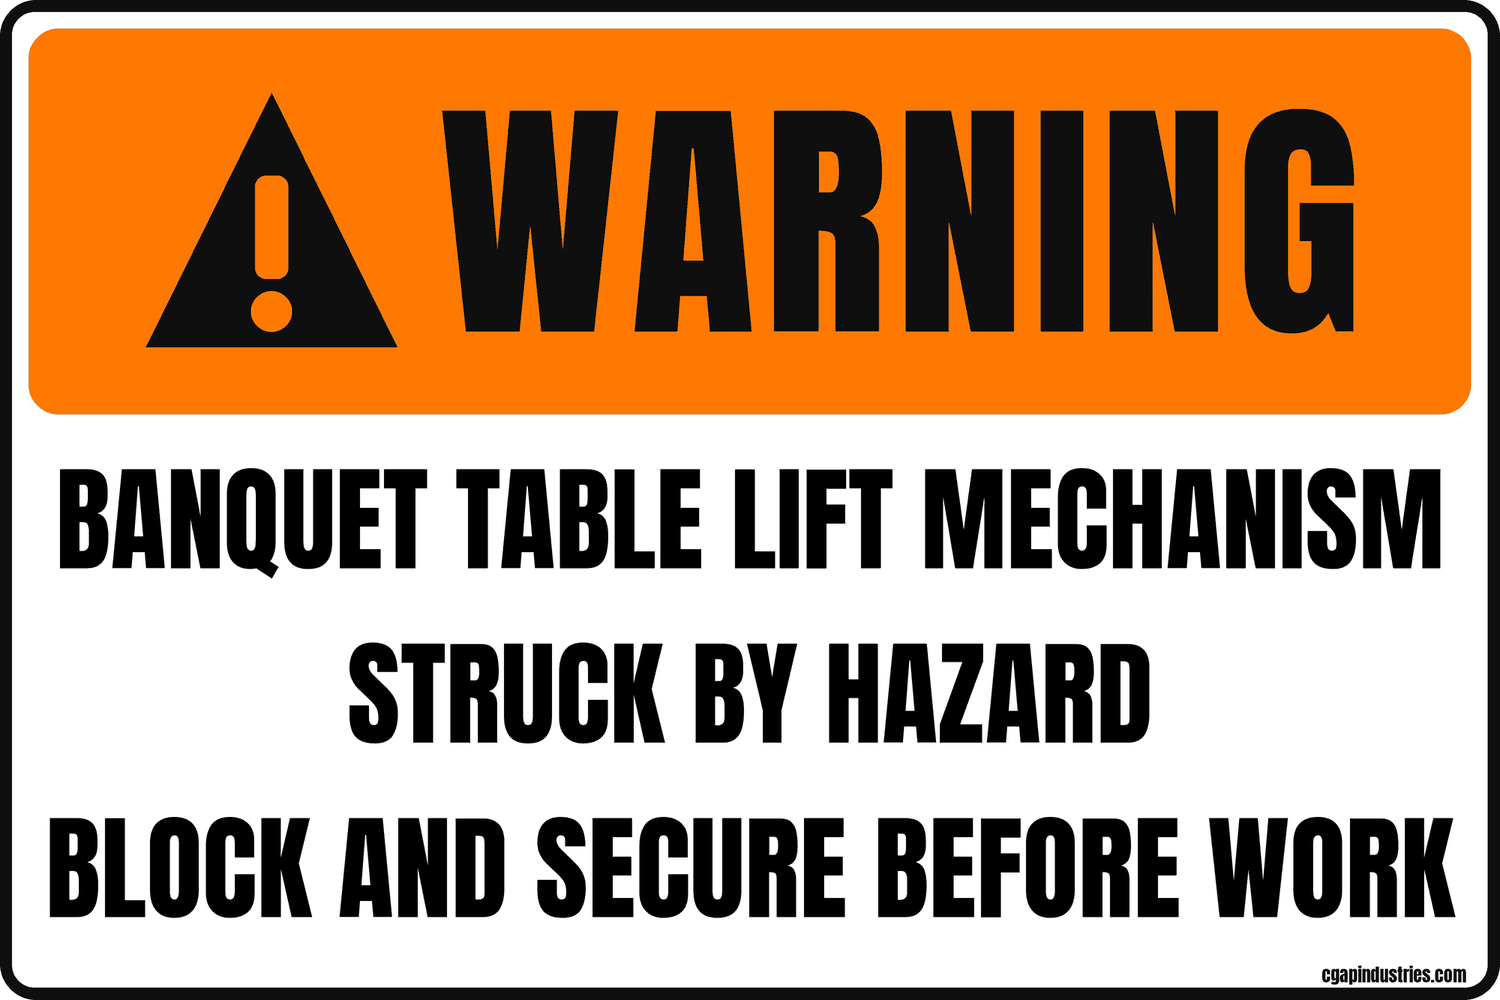 WARNING
BANQUET TABLE LIFT MECHANISM
STRUCK BY HAZARD
BLOCK AND SECURE BEFORE WORK
cgapindustries.com